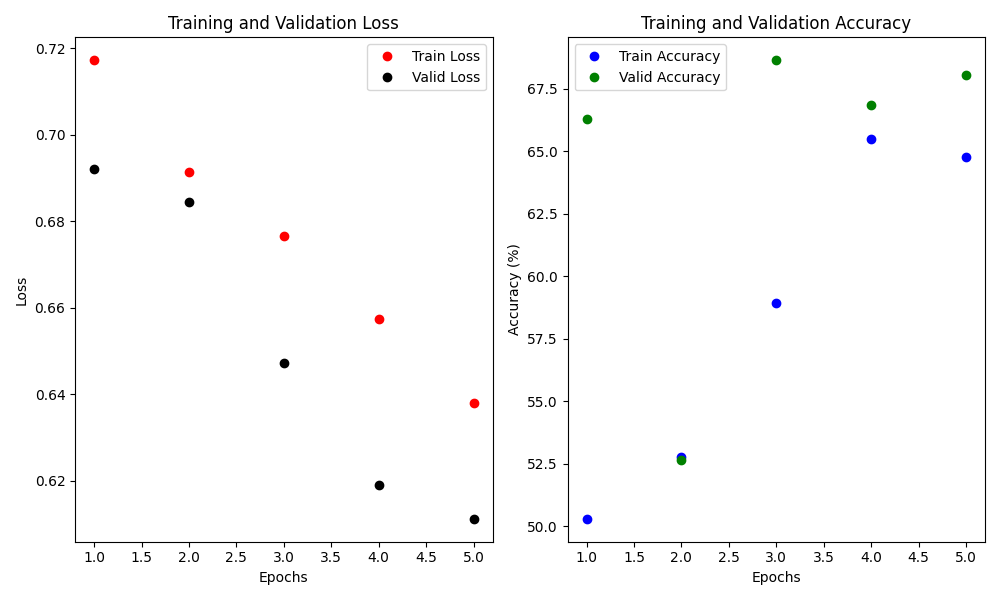 Training and Validation Loss
Train Loss
Valid Loss
0.72
0.70
0.68
0.66
0.64
0.62
Loss
1.0 1.5 2.0 2.5 3.0 3.5 4.0 4.5 5.0
Epochs
Training and Validation Accuracy
Train Accuracy
Valid Accuracy
67.5
65.0
62.5
60.0
57.5
55.0
52.5
50.0
Accuracy (%)
1.0 1.5 2.0 2.5 3.0 3.5 4.0 4.5 5.0
Epochs